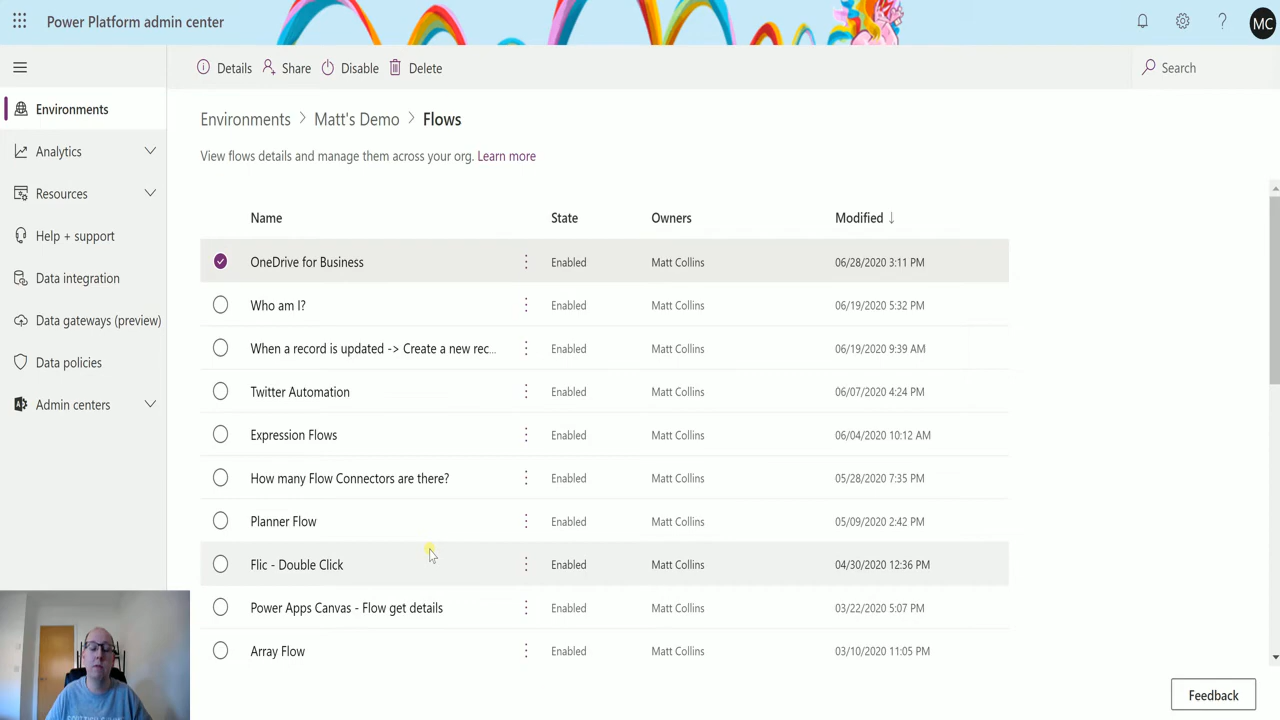 Power Platform admin center
MC
Details Share Disable Delete
Search
Environments
Analytics
Resources
Help + support
Data integration
Data gateways (preview)
Data policies
Admin centers
Environments > Matt's Demo > Flows
View flows details and manage them across your org. Learn more
Name State Owners Modified ↓
OneDrive for Business Enabled Matt Collins 06/28/2020 3:11 PM
Who am I? Enabled Matt Collins 06/19/2020 5:32 PM
When a record is updated -> Create a new rec... Enabled Matt Collins 06/19/2020 9:39 AM
Twitter Automation Enabled Matt Collins 06/07/2020 4:24 PM
Expression Flows Enabled Matt Collins 06/04/2020 10:12 AM
How many Flow Connectors are there? Enabled Matt Collins 05/28/2020 7:35 PM
Planner Flow Enabled Matt Collins 05/09/2020 2:42 PM
Flic - Double Click Enabled Matt Collins 04/30/2020 12:36 PM
Power Apps Canvas - Flow get details Enabled Matt Collins 03/22/2020 5:07 PM
Array Flow Enabled Matt Collins 03/10/2020 11:05 PM
Feedback